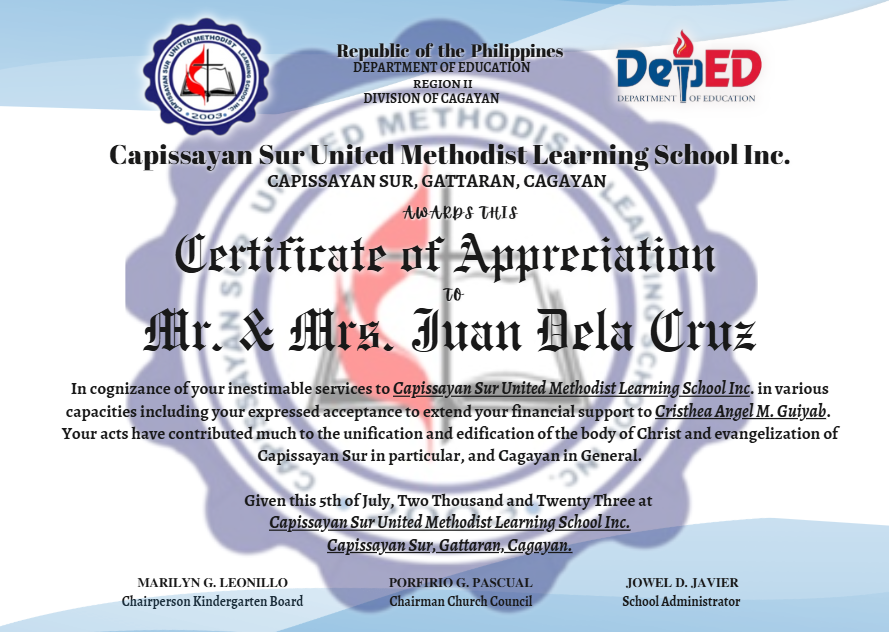 CAPISSAYAN SUR UNITED METHODIST LEARNING SCHOOL INC.
2003
Republic of the Philippines
DEPARTMENT OF EDUCATION
REGION II
DIVISION OF CAGAYAN
DepED
DEPARTMENT OF EDUCATION
Capissayan Sur United Methodist Learning School Inc.
CAPISSAYAN SUR, GATTARAN, CAGAYAN
AWARDS THIS
Certificate of Appreciation
TO
Mr. & Mrs. Juan Dela Cruz
In cognizance of your inestimable services to Capissayan Sur United Methodist Learning School Inc. in various
capacities including your expressed acceptance to extend your financial support to Cristhea Angel M. Guiyab.
Your acts have contributed much to the unification and edification of the body of Christ and evangelization of
Capissayan Sur in particular, and Cagayan in General.
Given this 5th of July, Two Thousand and Twenty Three at
Capissayan Sur United Methodist Learning School Inc.
Capissayan Sur, Gattaran, Cagayan.
MARILYN G. LEONILLO
Chairperson Kindergarten Board
PORFIRIO G. PASCUAL
Chairman Church Council
JOWEL D. JAVIER
School Administrator